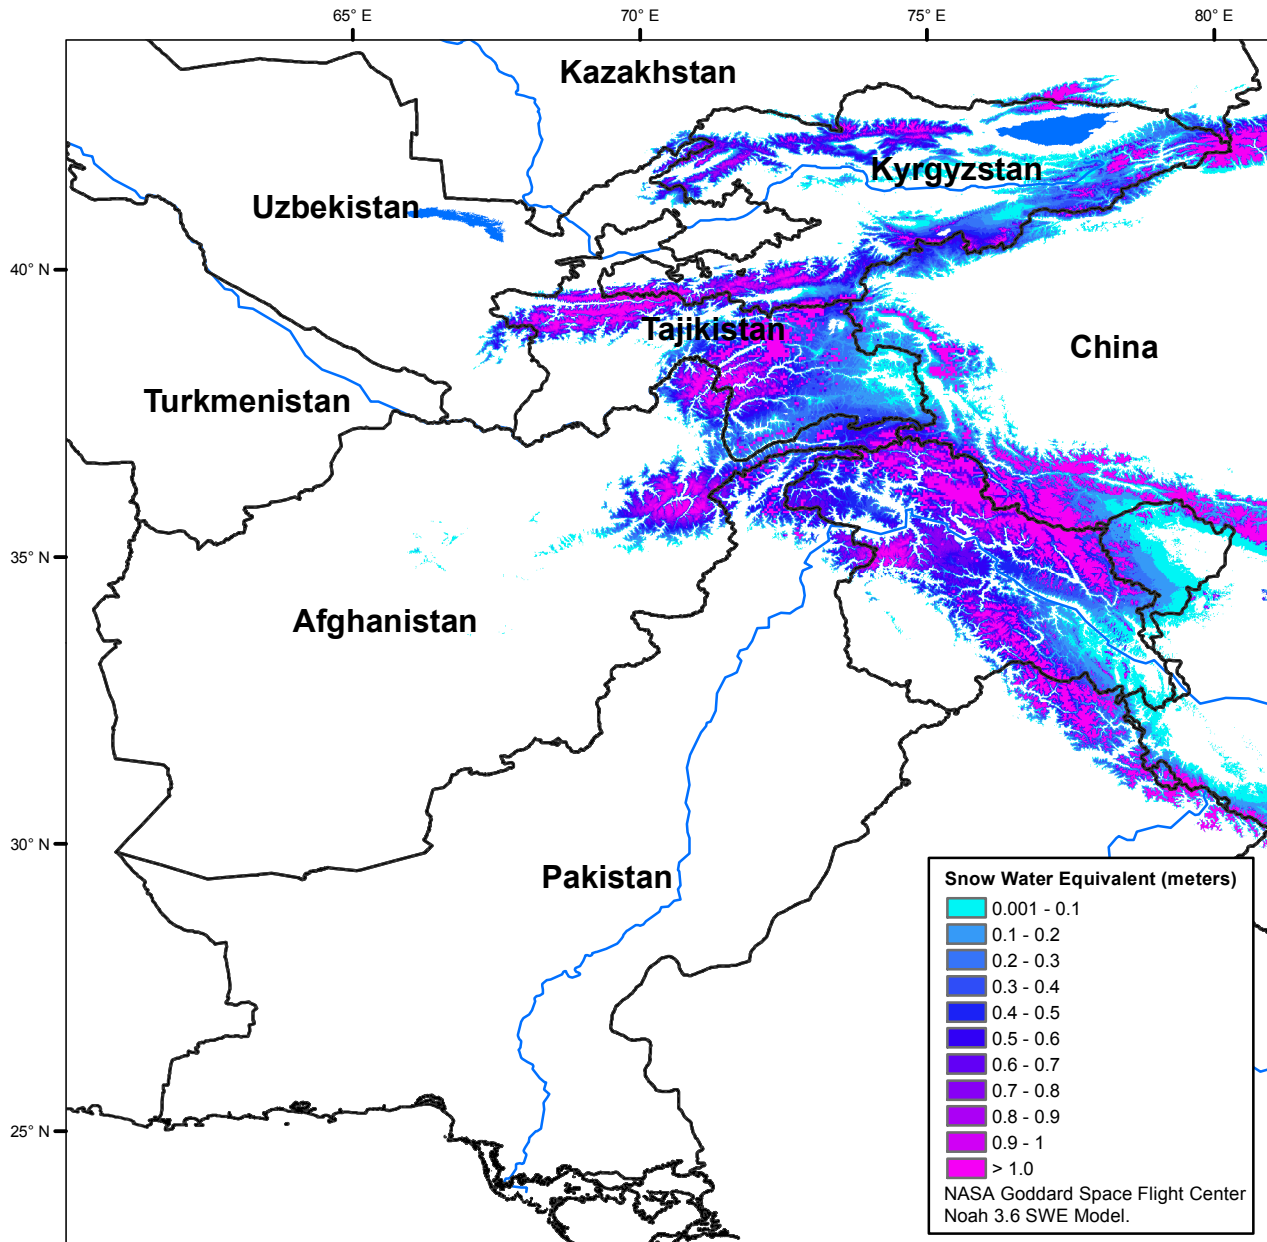 65° E
70° E
75° E
80° E
Kazakhstan
Kyrgyzstan
Uzbekistan
40° N
Tajikistan
China
Turkmenistan
35° N
Afghanistan
30° N
Pakistan
25° N
Snow Water Equivalent (meters)
0.001 - 0.1
0.1 - 0.2
0.2 - 0.3
0.3 - 0.4
0.4 - 0.5
0.5 - 0.6
0.6 - 0.7
0.7 - 0.8
0.8 - 0.9
0.9 - 1
> 1.0
NASA Goddard Space Flight Center
Noah 3.6 SWE Model.